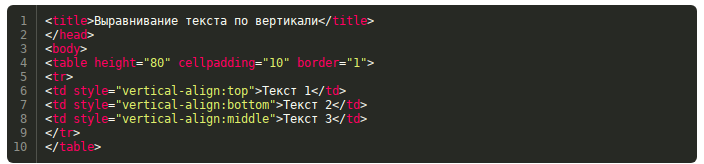 1 <title>Выравнивание текста по вертикали</title>
2 </head>
3 <body>
4 <table height="80" cellpadding="10" border="1">
5 <tr>
6 <td style="vertical-align:top">Текст 1</td>
7 <td style="vertical-align:bottom">Текст 2</td>
8 <td style="vertical-align:middle">Текст 3</td>
9 </tr>
10 </table>